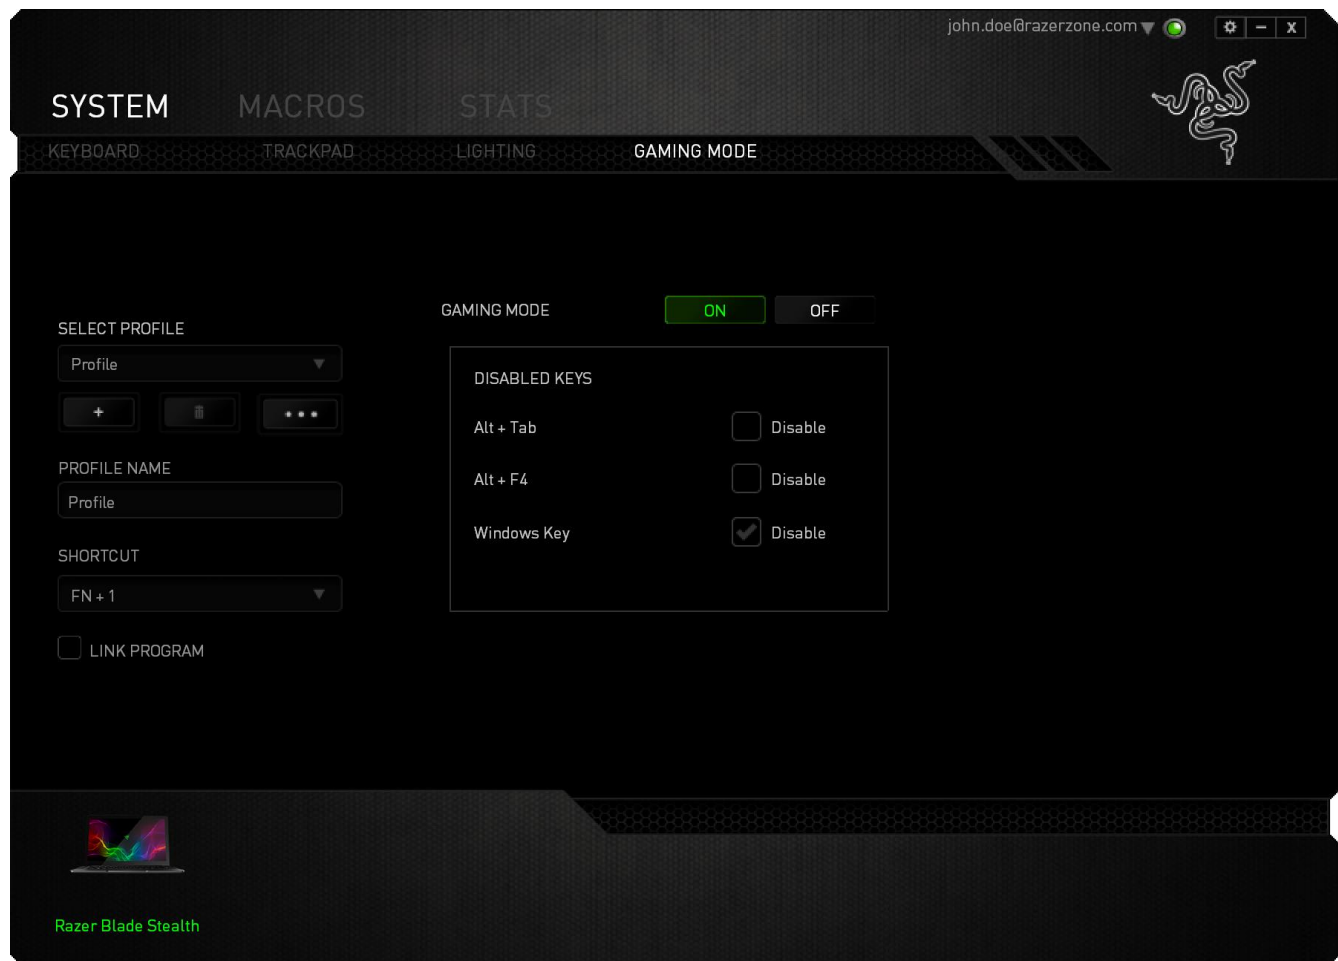 john.doe@razerzone.com
X
SYSTEM MACROS STATS
KEYBOARD TRACKPAD LIGHTING GAMING MODE
SELECT PROFILE
Profile
+
PROFILE NAME
Profile
SHORTCUT
FN + 1
LINK PROGRAM
GAMING MODE ON OFF
DISABLED KEYS
Alt + Tab Disable
Alt + F4 Disable
Windows Key Disable
Razer Blade Stealth